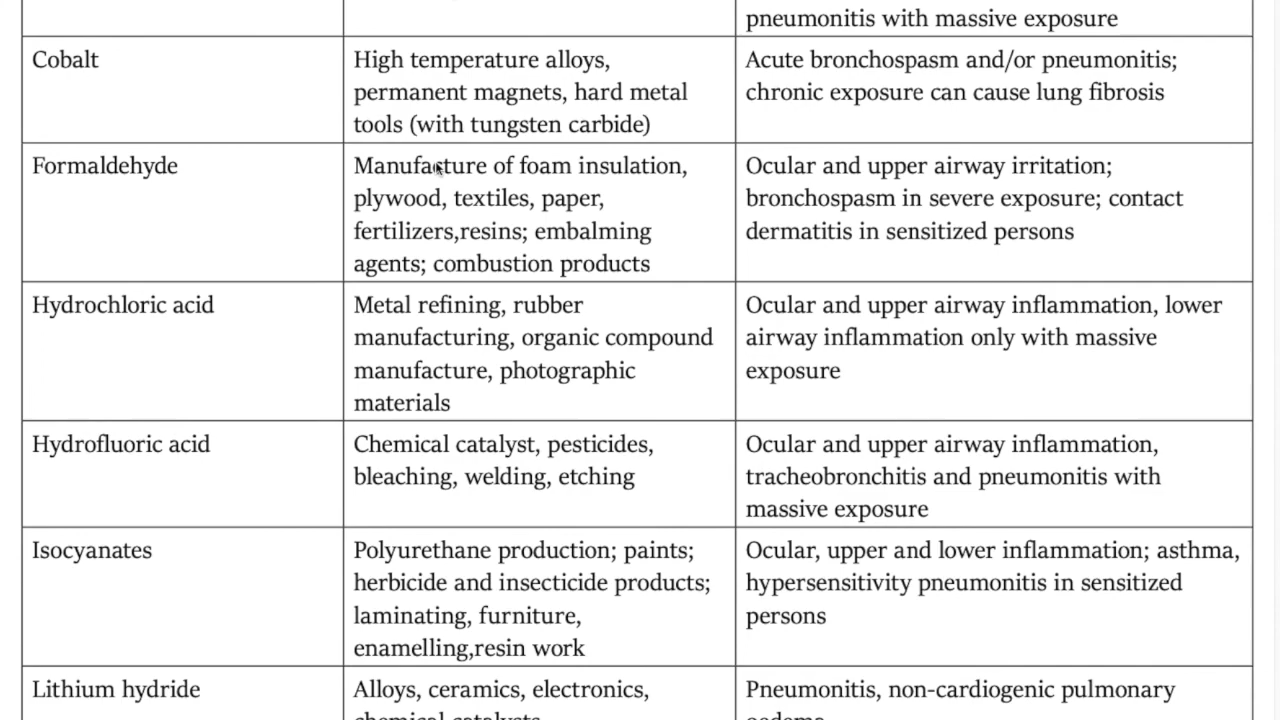 pneumonitis with massive exposure
Cobalt
High temperature alloys,
permanent magnets, hard metal
tools (with tungsten carbide)
Acute bronchospasm and/or pneumonitis;
chronic exposure can cause lung fibrosis
Formaldehyde
Manufacture of foam insulation,
plywood, textiles, paper,
fertilizers,resins; embalming
agents; combustion products
Ocular and upper airway irritation;
bronchospasm in severe exposure; contact
dermatitis in sensitized persons
Hydrochloric acid
Metal refining, rubber
manufacturing, organic compound
manufacture, photographic
materials
Ocular and upper airway inflammation, lower
airway inflammation only with massive
exposure
Hydrofluoric acid
Chemical catalyst, pesticides,
bleaching, welding, etching
Ocular and upper airway inflammation,
tracheobronchitis and pneumonitis with
massive exposure
Isocyanates
Polyurethane production; paints;
herbicide and insecticide products;
laminating, furniture,
enamelling,resin work
Ocular, upper and lower inflammation; asthma,
hypersensitivity pneumonitis in sensitized
persons
Lithium hydride
Alloys, ceramics, electronics,
chemical catalysts
Pneumonitis, non-cardiogenic pulmonary
oedema